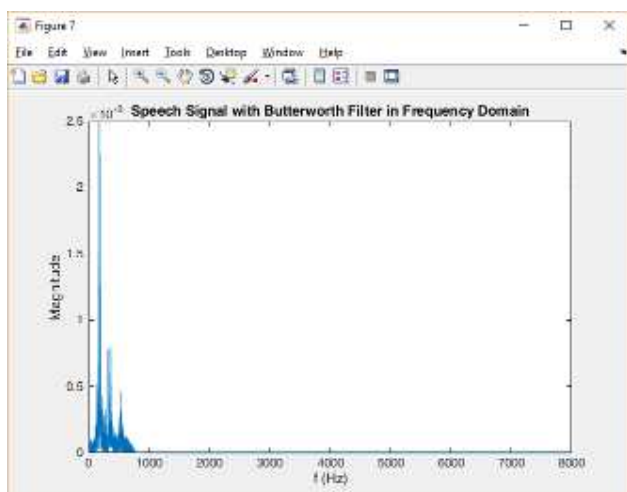 Figure 7
File Edit View Insert Tools Desktop Window Help
×10⁻³ Speech Signal with Butterworth Filter in Frequency Domain
2.5
2
1.5
1
0.5
0
Magnitude
0 1000 2000 3000 4000 5000 6000 7000 8000
f (Hz)